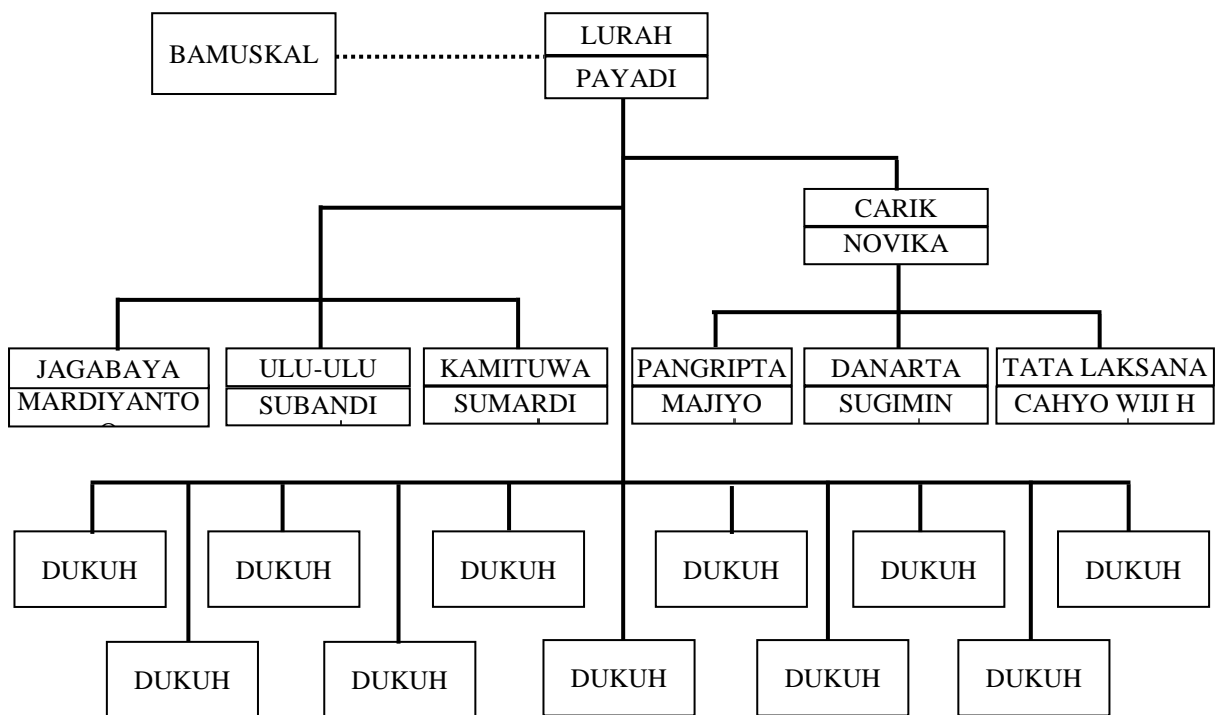 BAMUSKAL
LURAH
PAYADI
CARIK
NOVIKA
JAGABAYA
MARDIYANTO
ULU-ULU
SUBANDI
KAMITUWA
SUMARDI
PANGRIPTA
MAJIYO
DANARTA
SUGIMIN
TATA LAKSANA
CAHYO WIJI H
DUKUH
DUKUH
DUKUH
DUKUH
DUKUH
DUKUH
DUKUH
DUKUH
DUKUH
DUKUH
DUKUH